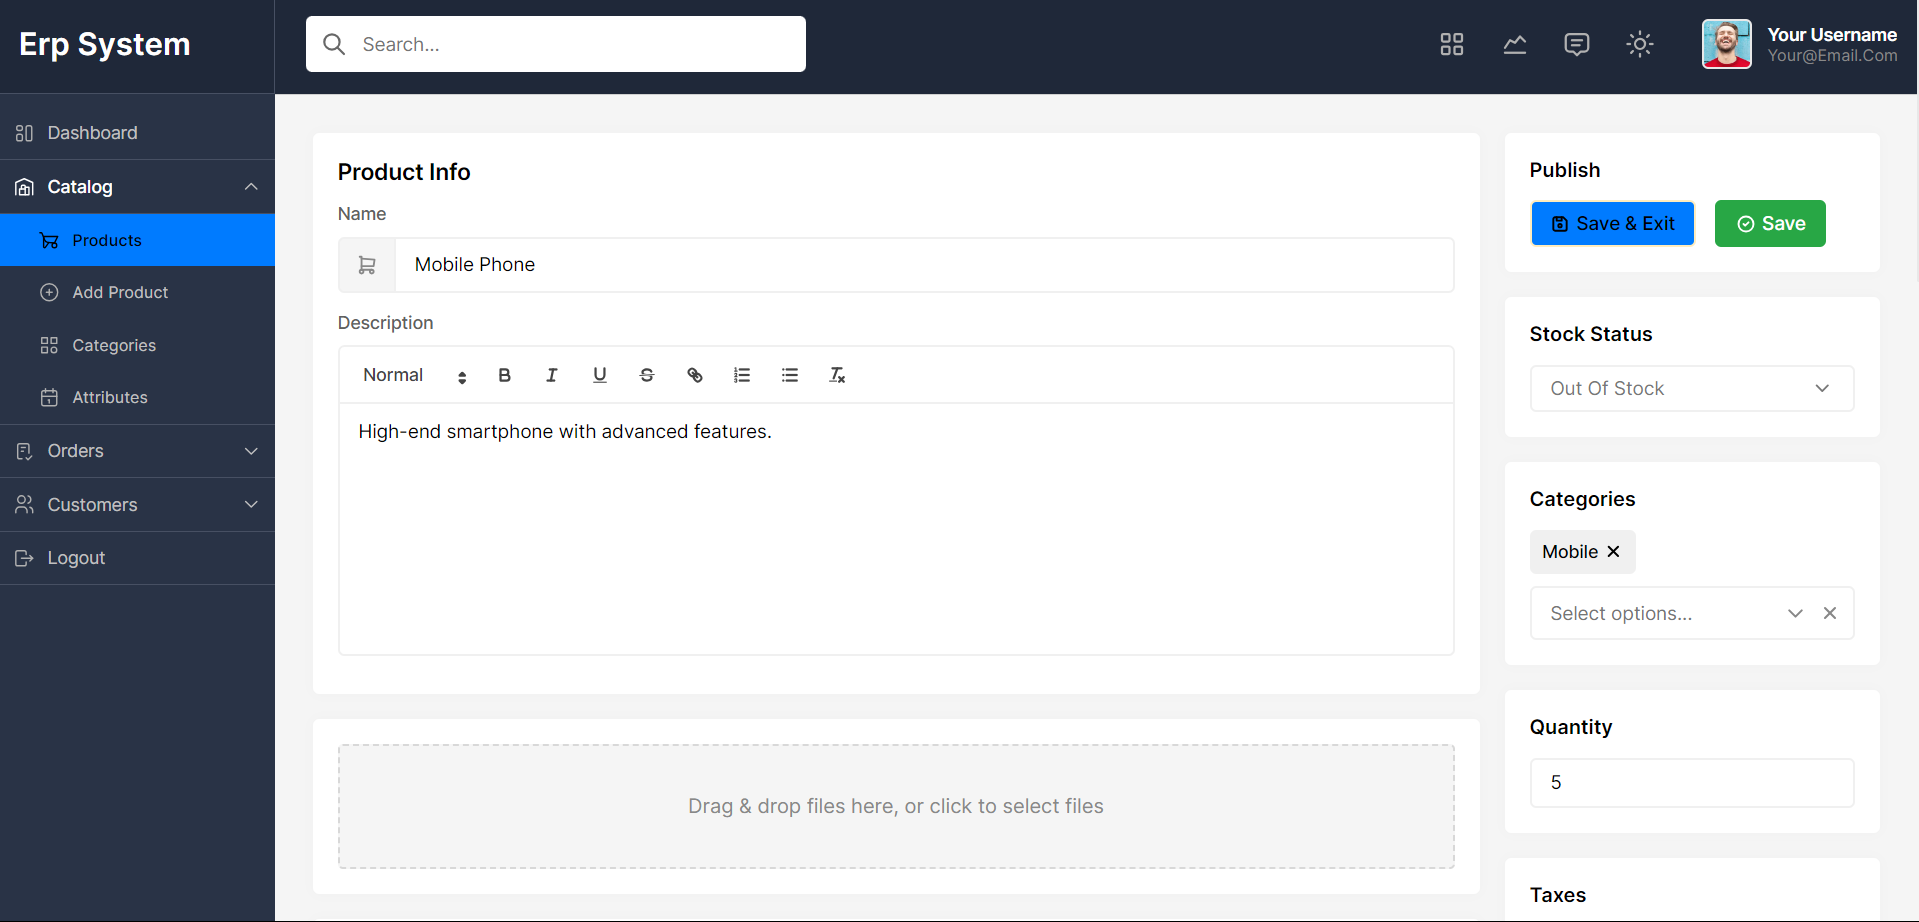 Erp System
Search...
Your Username
Your@Email.Com
Dashboard
Catalog
Products
Add Product
Categories
Attributes
Orders
Customers
Logout
Product Info
Name
Mobile Phone
Description
Normal
High-end smartphone with advanced features.
Drag & drop files here, or click to select files
Publish
Save & Exit
Save
Stock Status
Out Of Stock
Categories
Mobile
Select options...
Quantity
5
Taxes